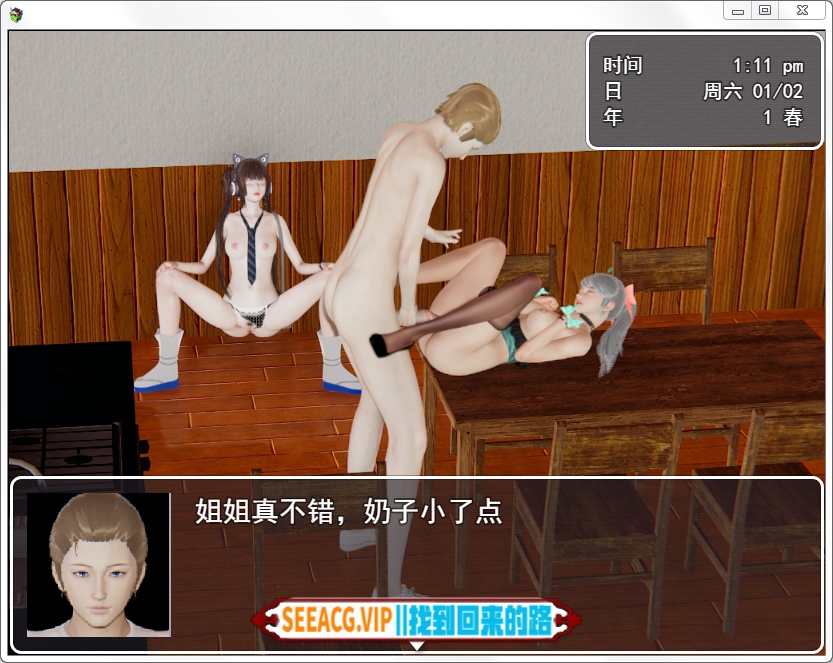 时间 1:11 pm
日 周六 01/02
年 1 春
姐姐真不错，奶子小了点
SEEACG.VIP||找到回来的路